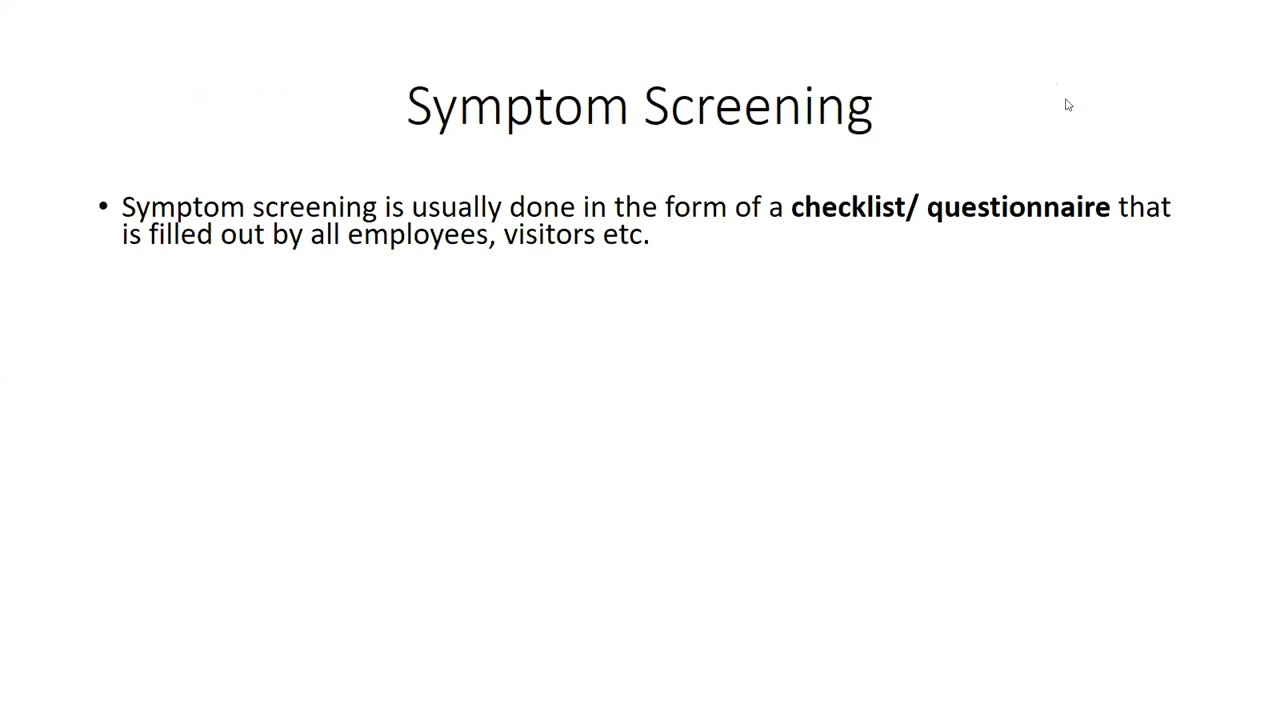 Symptom Screening
• Symptom screening is usually done in the form of a checklist/ questionnaire that
is filled out by all employees, visitors etc.